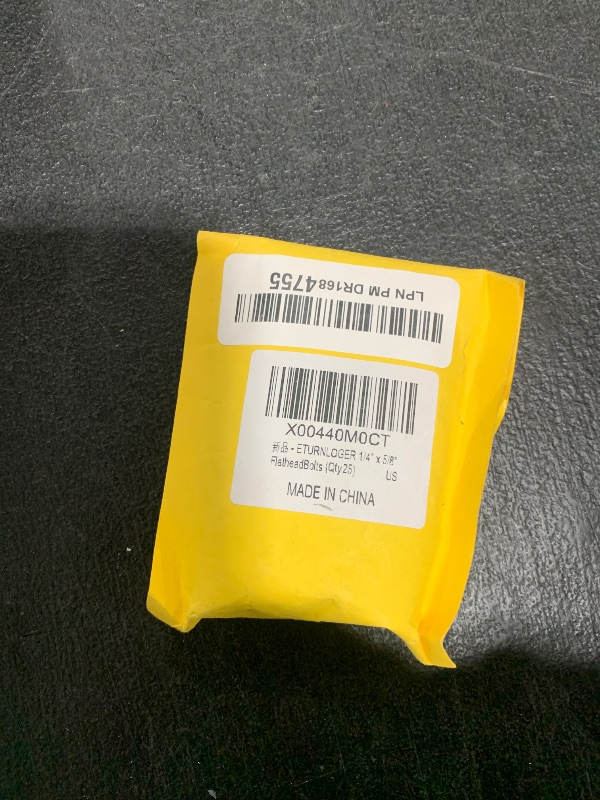 LPN PM DR1684755
X00440M0CT
新品 - ETURNLOGER 1/4" x 5/8"
FlatheadBolts (Qty25) US
MADE IN CHINA